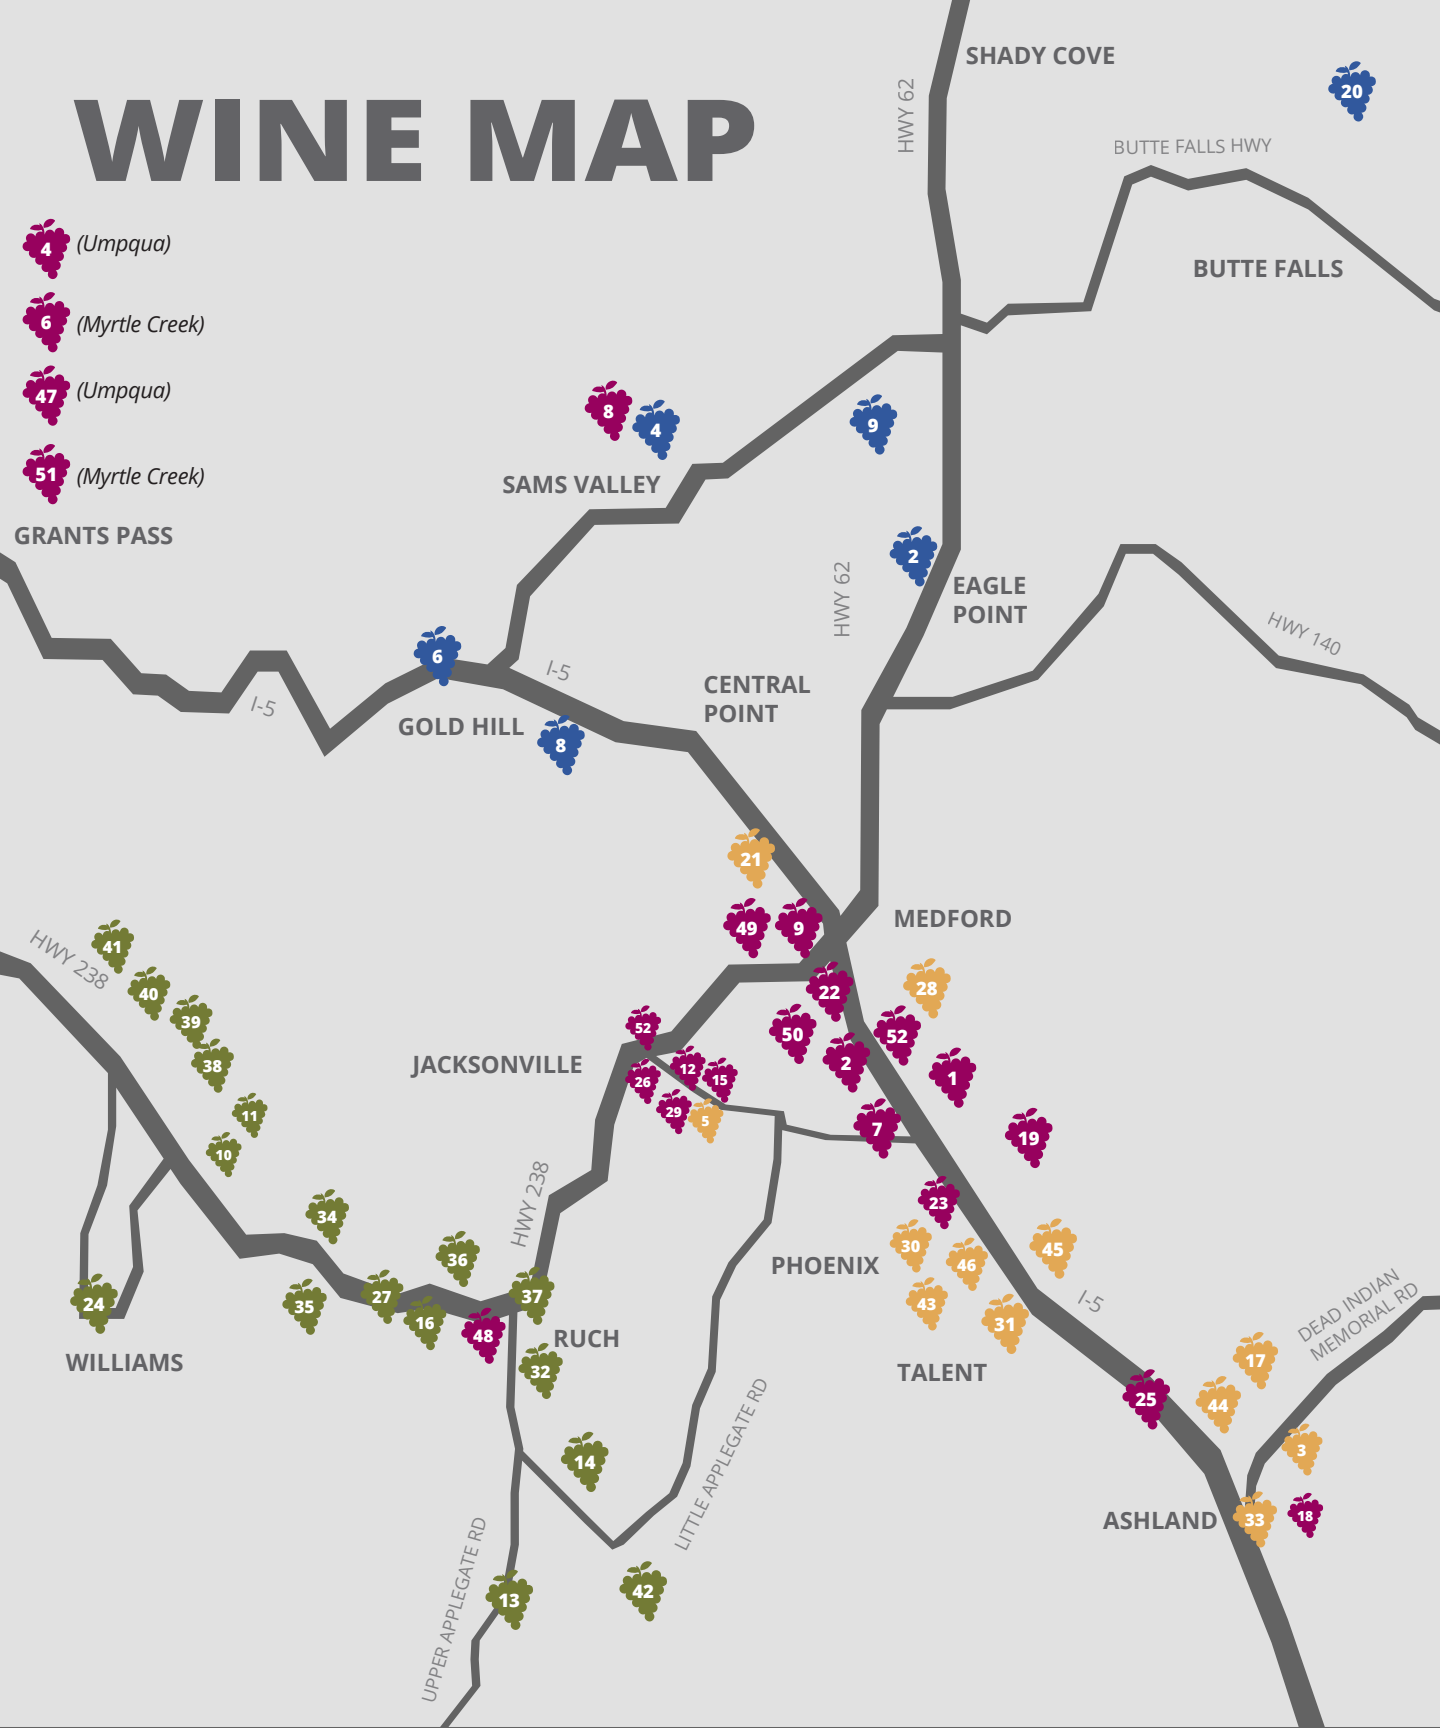 SHADY COVE
HWY 62
20
WINE MAP
BUTTE FALLS HWY
4 (Umpqua)
BUTTE FALLS
6 (Myrtle Creek)
47 (Umpqua)
51 (Myrtle Creek)
8
4
9
SAMS VALLEY
GRANTS PASS
2
HWY 62
EAGLE
POINT
HWY 140
6
I-5
I-5
CENTRAL
POINT
GOLD HILL
8
21
49
9
MEDFORD
HWY 238
41
40
39
38
11
10
22
28
50
52
2
1
52
JACKSONVILLE
12
15
26
29
5
7
19
23
HWY 238
34
36
35
27
16
48
37
RUCH
32
24
WILLIAMS
PHOENIX
30
46
45
43
31
TALENT
I-5
DEAD INDIAN
MEMORIAL RD
17
25
44
3
14
LITTLE APPLEGATE RD
ASHLAND
33
18
UPPER APPLEGATE RD
13
42